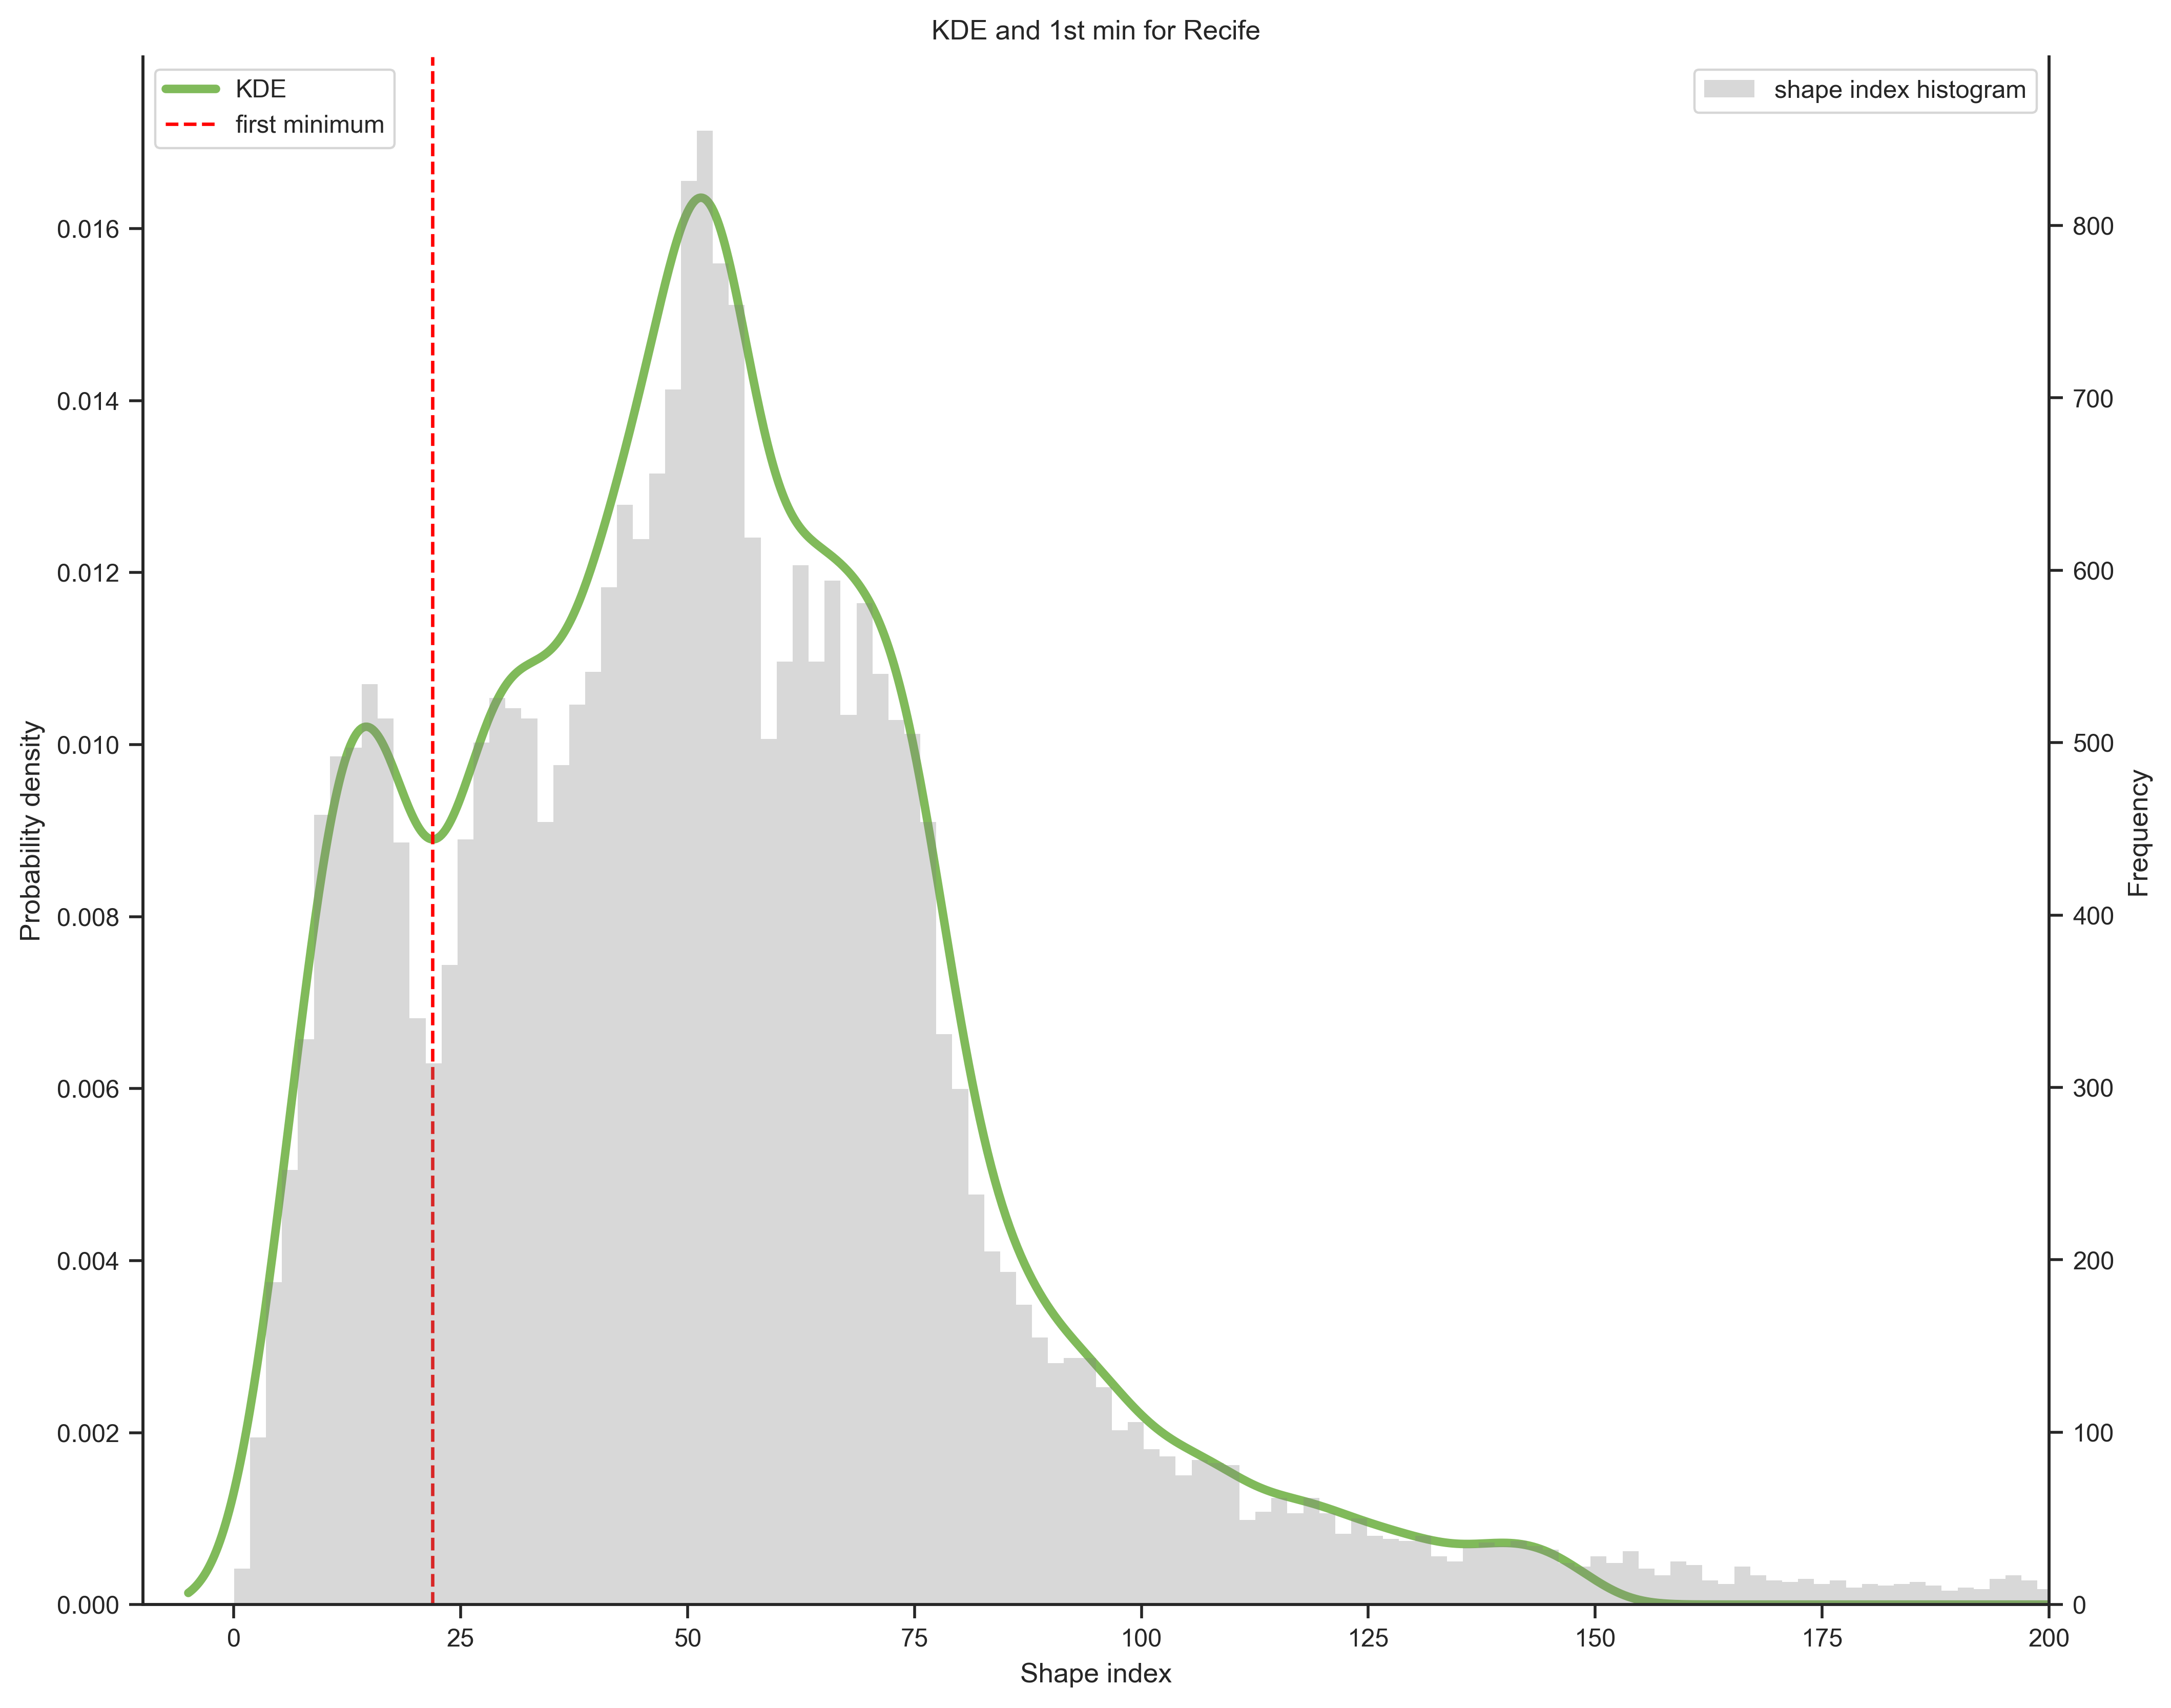 KDE and 1st min for Recife
KDE
first minimum
shape index histogram
Probability density
0.016
0.014
0.012
0.010
0.008
0.006
0.004
0.002
0.000
800
700
600
500
400
300
200
100
0
Frequency
0 25 50 75 100 125 150 175 200
Shape index